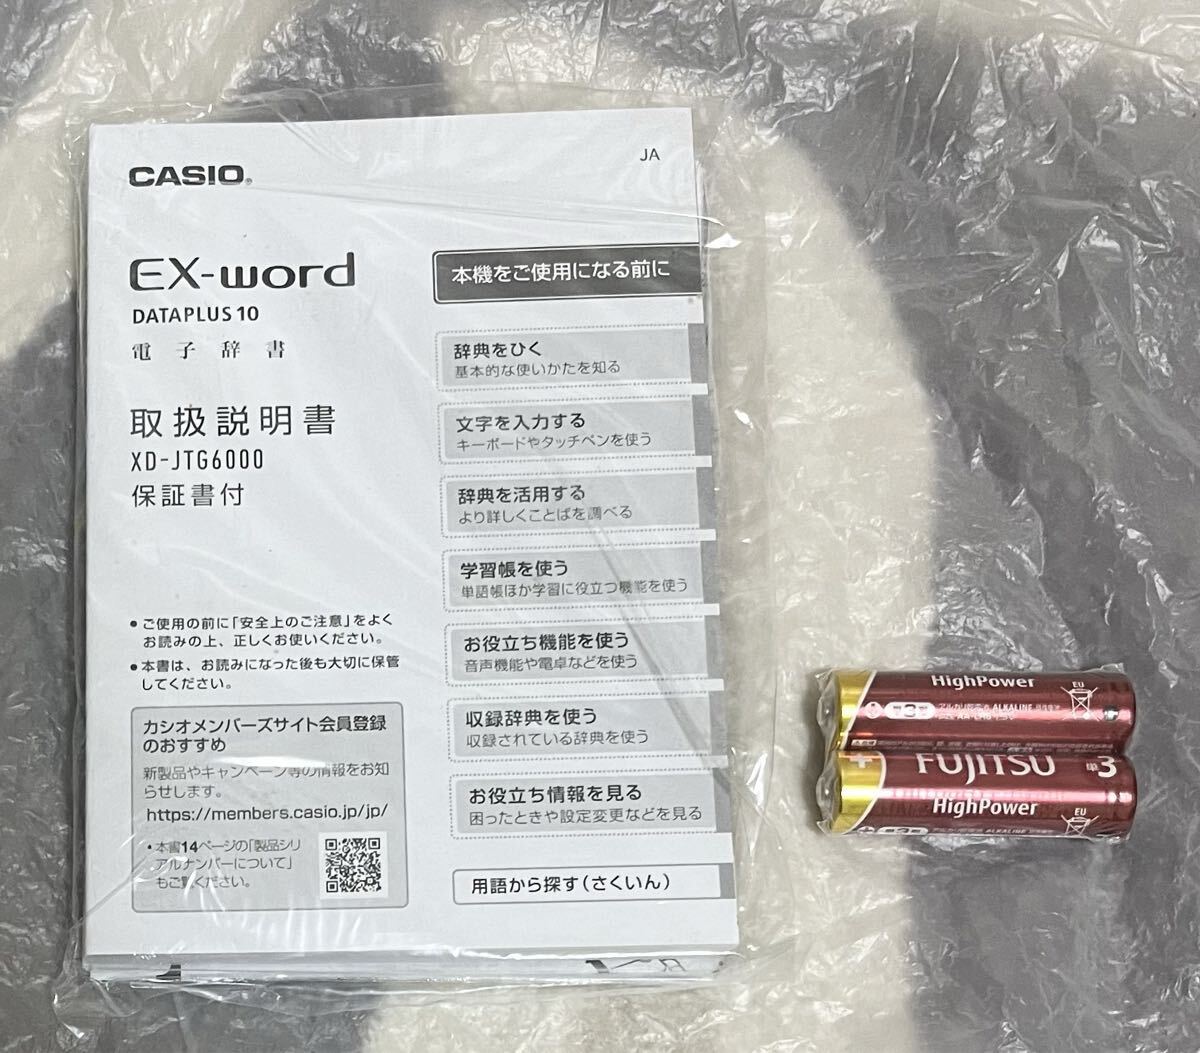 CASIO
JA
EX-word
DATAPLUS 10
電子辞書
取扱説明書
XD-JTG6000
保証書付
●ご使用の前に「安全上のご注意」をよく
お読みの上、正しくお使いください。
●本書は、お読みになった後も大切に保管
してください。
カシオメンバーズサイト会員登録
のおすすめ
新製品やキャンペーン等の情報をお知
らせします。
https://members.casio.jp/jp/
•本書14ページの「製品シリ
アルナンバーについて」
もご覧ください。
本機をご使用になる前に
辞典をひく
基本的な使いかたを知る
文字を入力する
キーボードやタッチペンを使う
辞典を活用する
より詳しくことばを調べる
学習帳を使う
単語帳ほか学習に役立つ機能を使う
お役立ち機能を使う
音声機能や電卓などを使う
収録辞典を使う
収録されている辞典を使う
お役立ち情報を見る
困ったときや設定変更などを見る
用語から探す(さくいん)
HighPower
EU
ALKALINE
FUJITSU
単3
HighPower
EU
ALKALINE